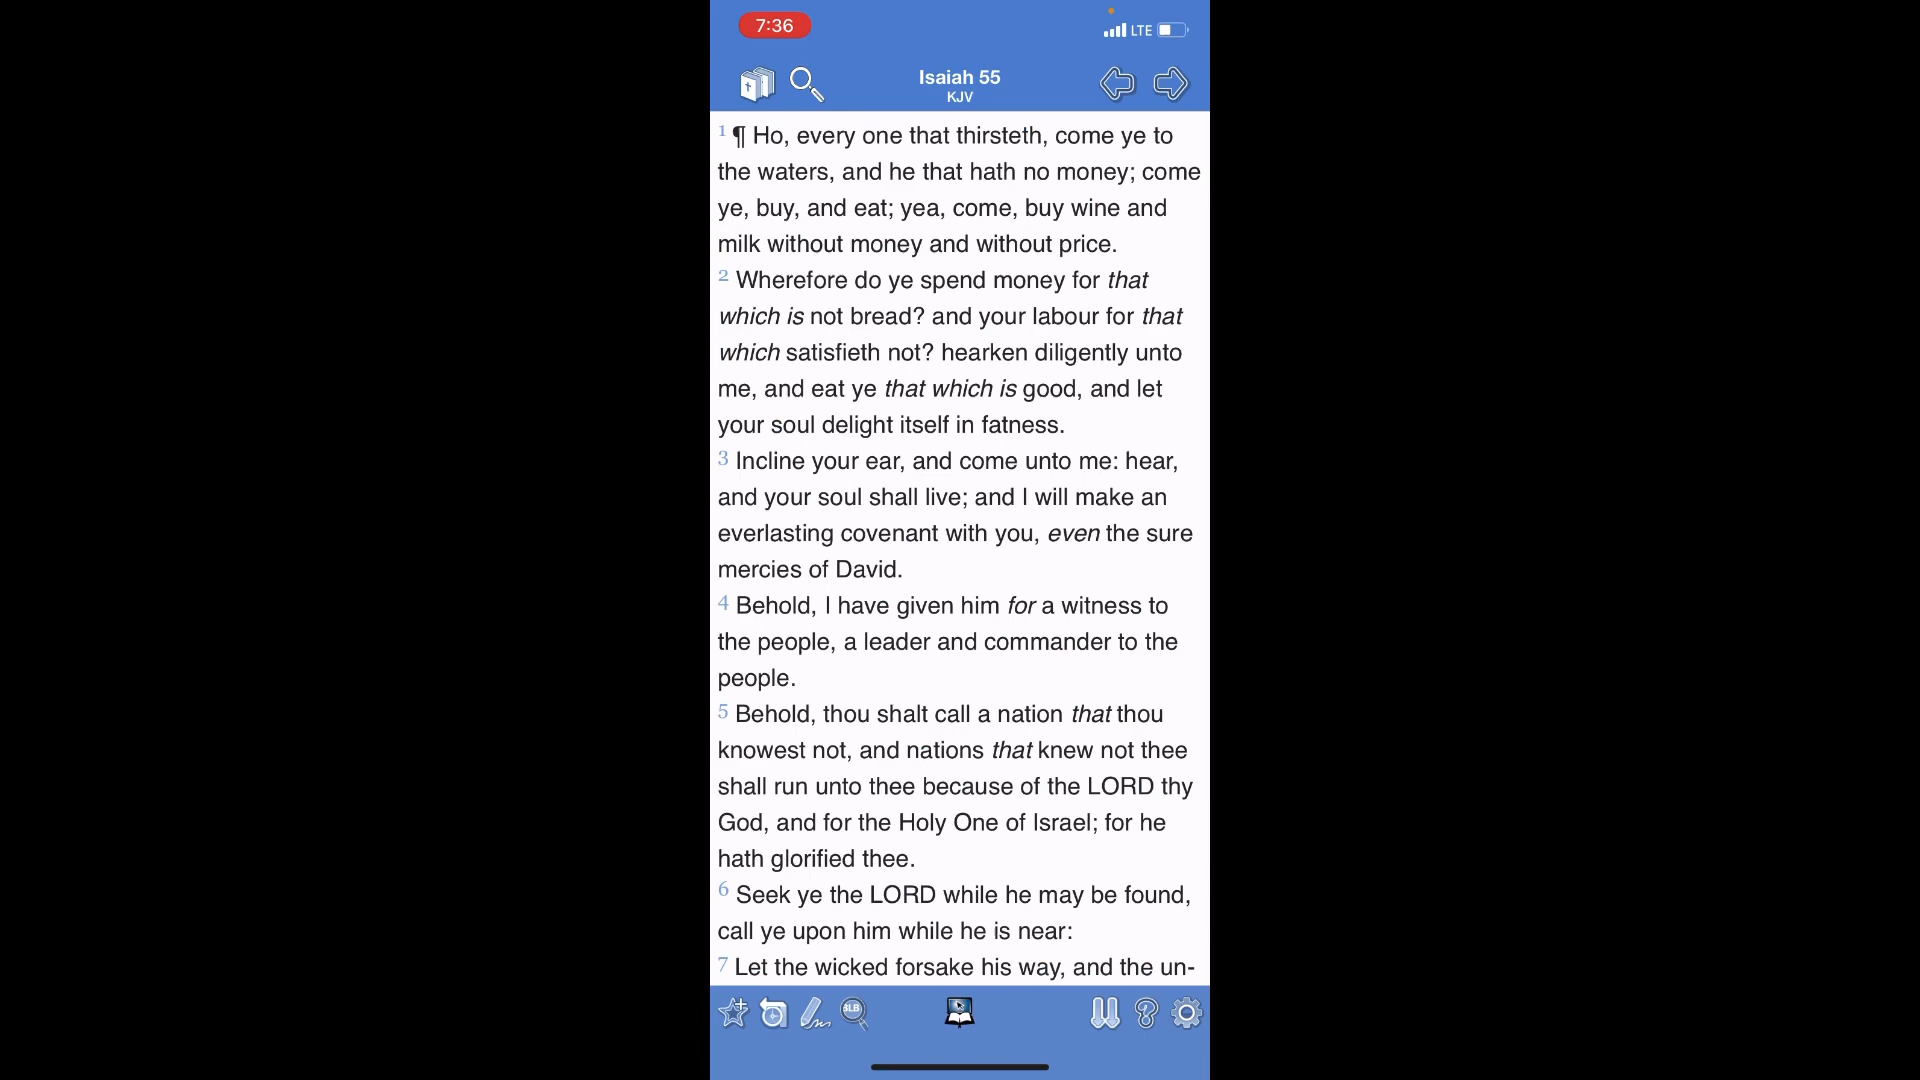 7:36
LTE
Isaiah 55
KJV
1 ¶ Ho, every one that thirsteth, come ye to
the waters, and he that hath no money; come
ye, buy, and eat; yea, come, buy wine and
milk without money and without price.
2 Wherefore do ye spend money for that
which is not bread? and your labour for that
which satisfieth not? hearken diligently unto
me, and eat ye that which is good, and let
your soul delight itself in fatness.
3 Incline your ear, and come unto me: hear,
and your soul shall live; and I will make an
everlasting covenant with you, even the sure
mercies of David.
4 Behold, I have given him for a witness to
the people, a leader and commander to the
people.
5 Behold, thou shalt call a nation that thou
knowest not, and nations that knew not thee
shall run unto thee because of the LORD thy
God, and for the Holy One of Israel; for he
hath glorified thee.
6 Seek ye the LORD while he may be found,
call ye upon him while he is near:
7 Let the wicked forsake his way, and the un-
BLB